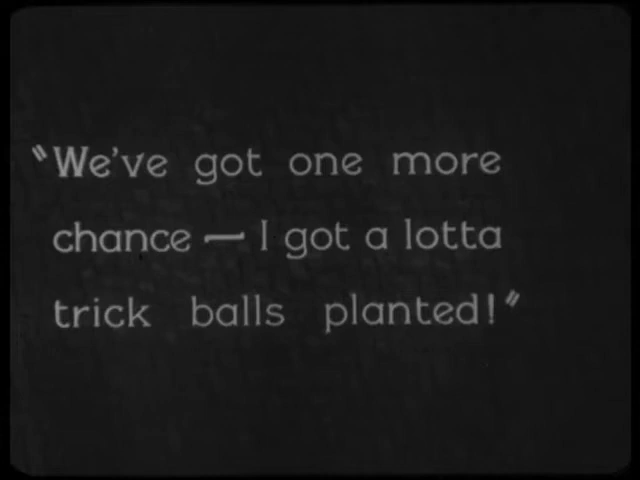 "We've got one more
chance — I got a lotta
trick balls planted!"